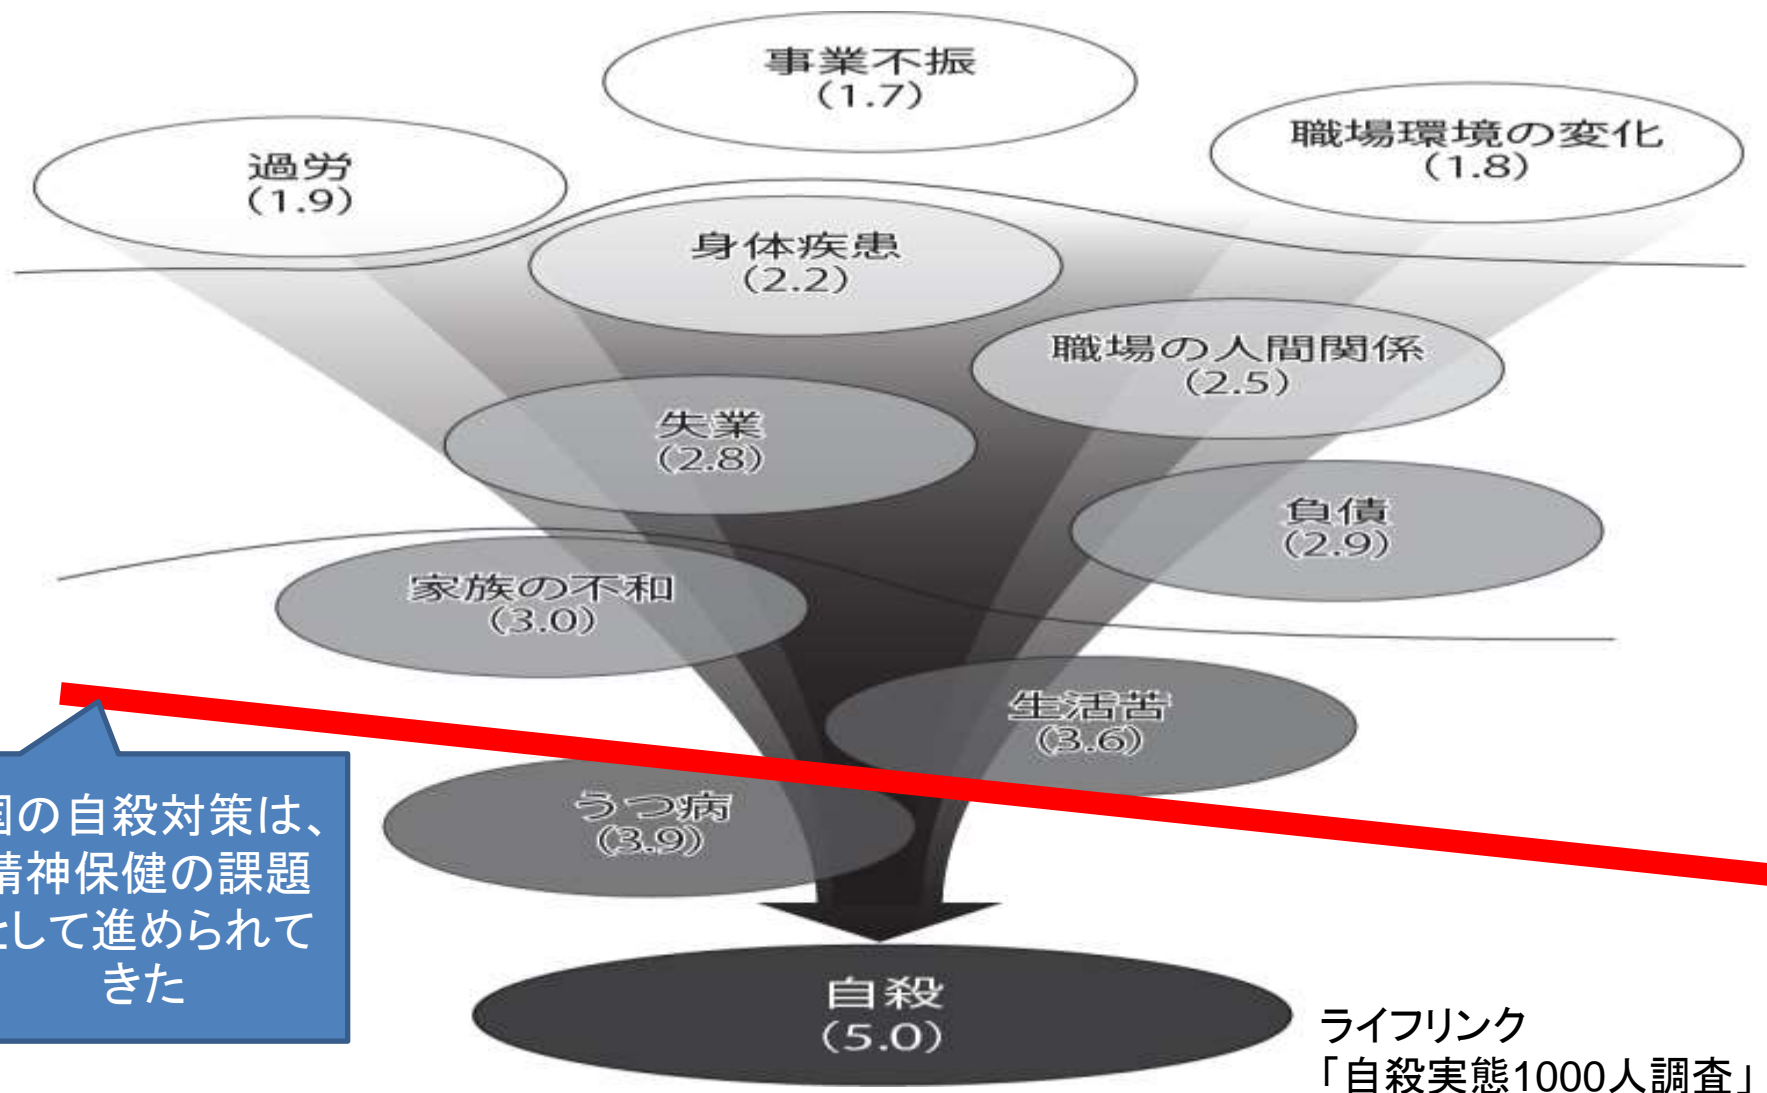 事業不振
(1.7)
過労
(1.9)
職場環境の変化
(1.8)
身体疾患
(2.2)
職場の人間関係
(2.5)
失業
(2.8)
負債
(2.9)
家族の不和
(3.0)
生活苦
(3.6)
うつ病
(3.9)
国の自殺対策は、
精神保健の課題
として進められて
きた
自殺
(5.0)
ライフリンク
「自殺実態1000人調査」